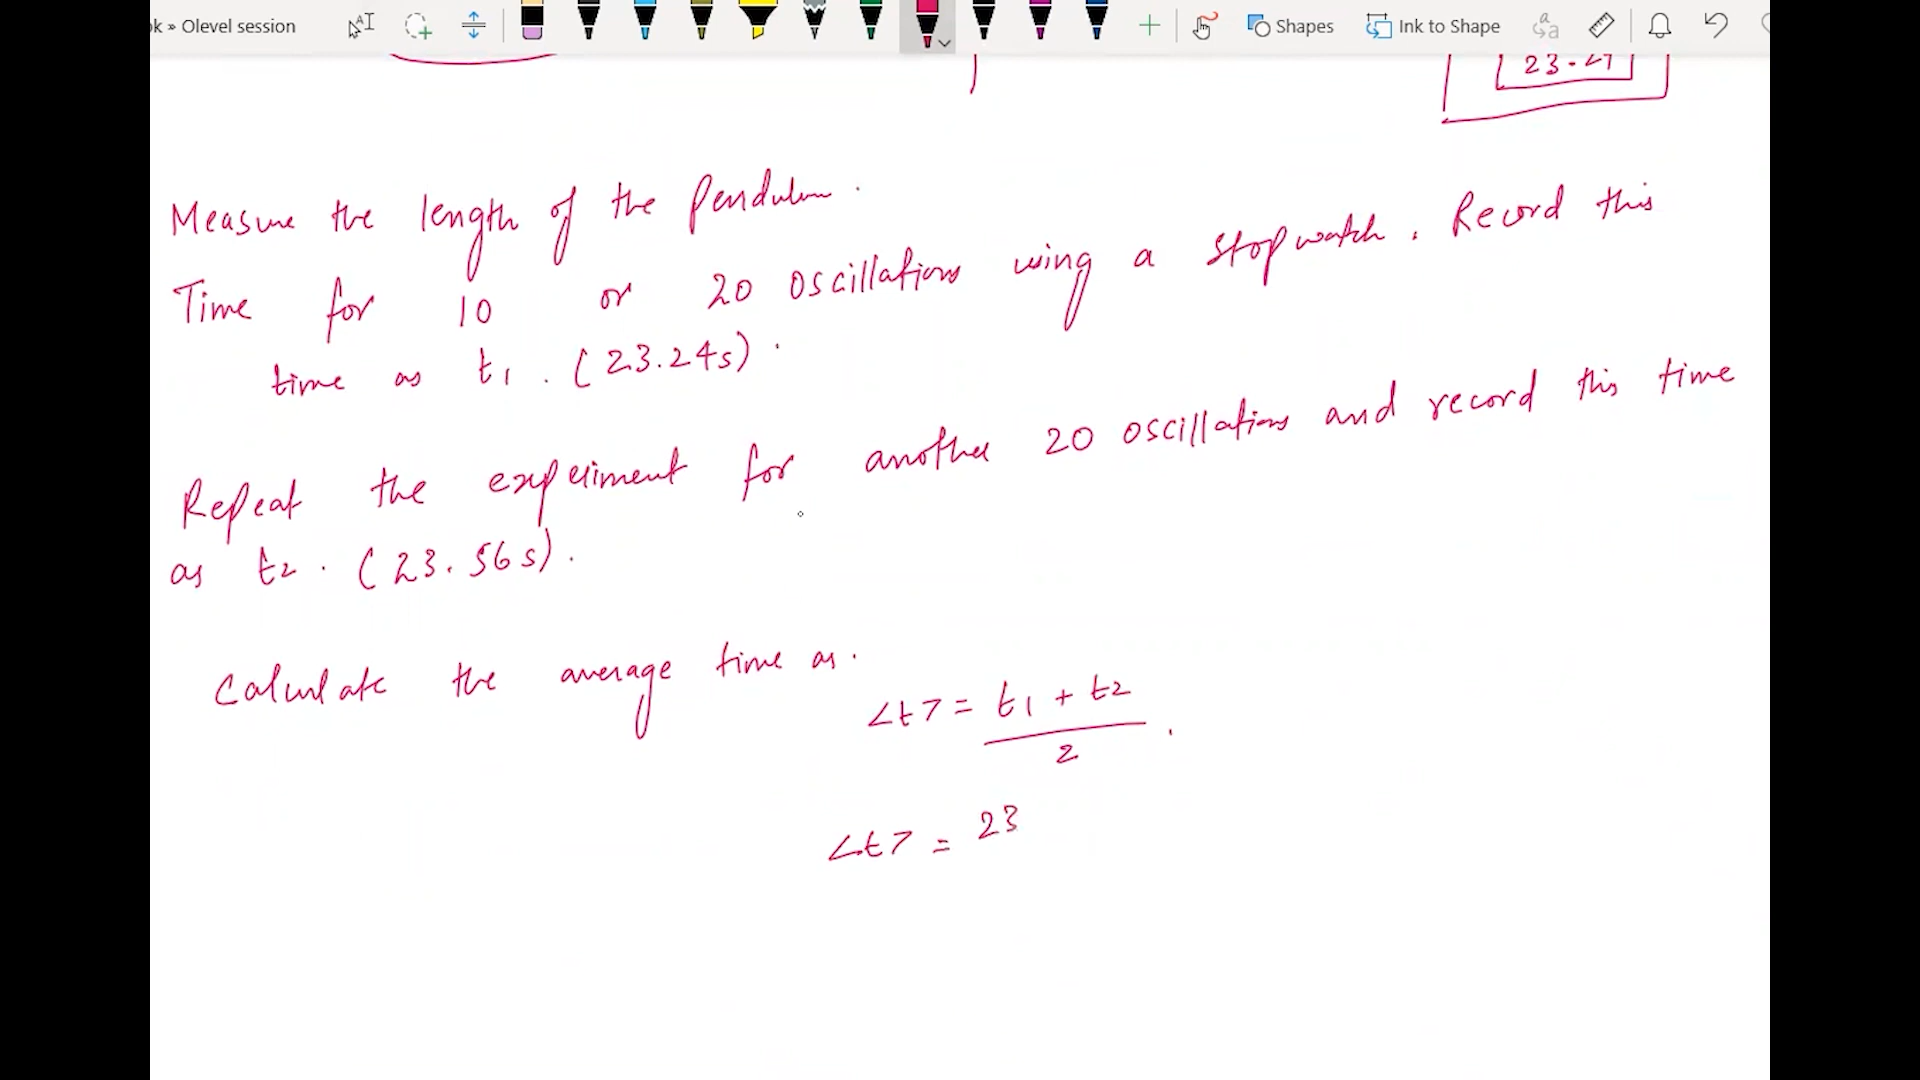 ok » Olevel session
Shapes
Ink to Shape
Measure the length of the Pendulum.
Time for 10 or 20 oscillations using a stopwatch. Record this
time as t1. (23.24s).
Repeat the experiment for another 20 oscillations and record this time
as t2. (23.56s).
Calculate the average time as.
<t> = t1 + t2
2.
<t> = 23